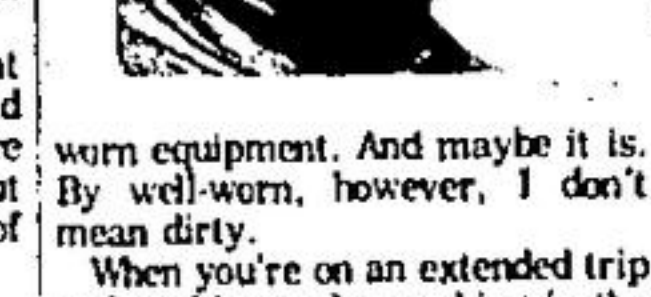 worn equipment. And maybe it is.
By well-worn, however, I don't
mean dirty.
When you're on an extended trip